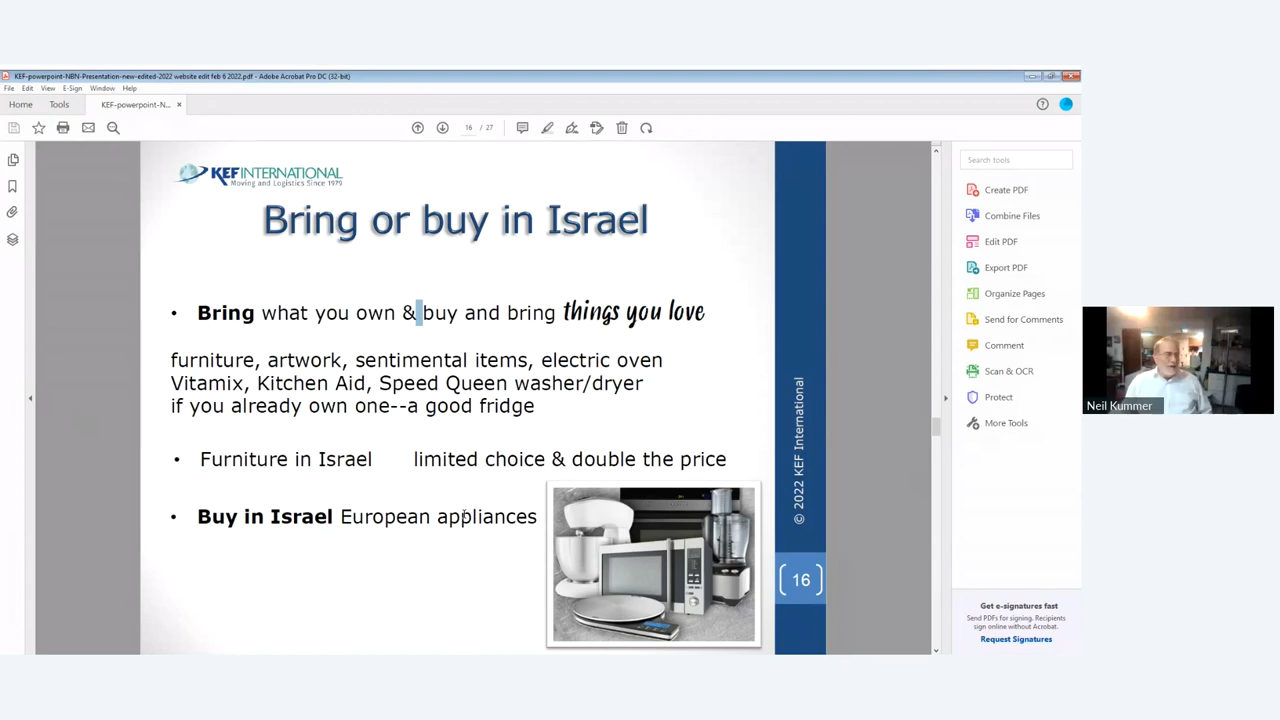 KEF-powerpoint-NBN-Presentation-new-edited-2022 website edit feb 6 2022.pdf - Adobe Acrobat Pro DC (32-bit)
File Edit View E-Sign Window Help
Home Tools KEF-powerpoint-N... ×
16 / 27
KEF INTERNATIONAL
Moving and Logistics Since 1979
Bring or buy in Israel
• Bring what you own & buy and bring things you love
furniture, artwork, sentimental items, electric oven
Vitamix, Kitchen Aid, Speed Queen washer/dryer
if you already own one--a good fridge
• Furniture in Israel limited choice & double the price
• Buy in Israel European appliances
© 2022 KEF International
16
Search tools
Create PDF
Combine Files
Edit PDF
Export PDF
Organize Pages
Send for Comments
Comment
Scan & OCR
Protect
More Tools
Get e-signatures fast
Send PDFs for signing. Recipients
sign online without Acrobat.
Request Signatures
Neil Kummer